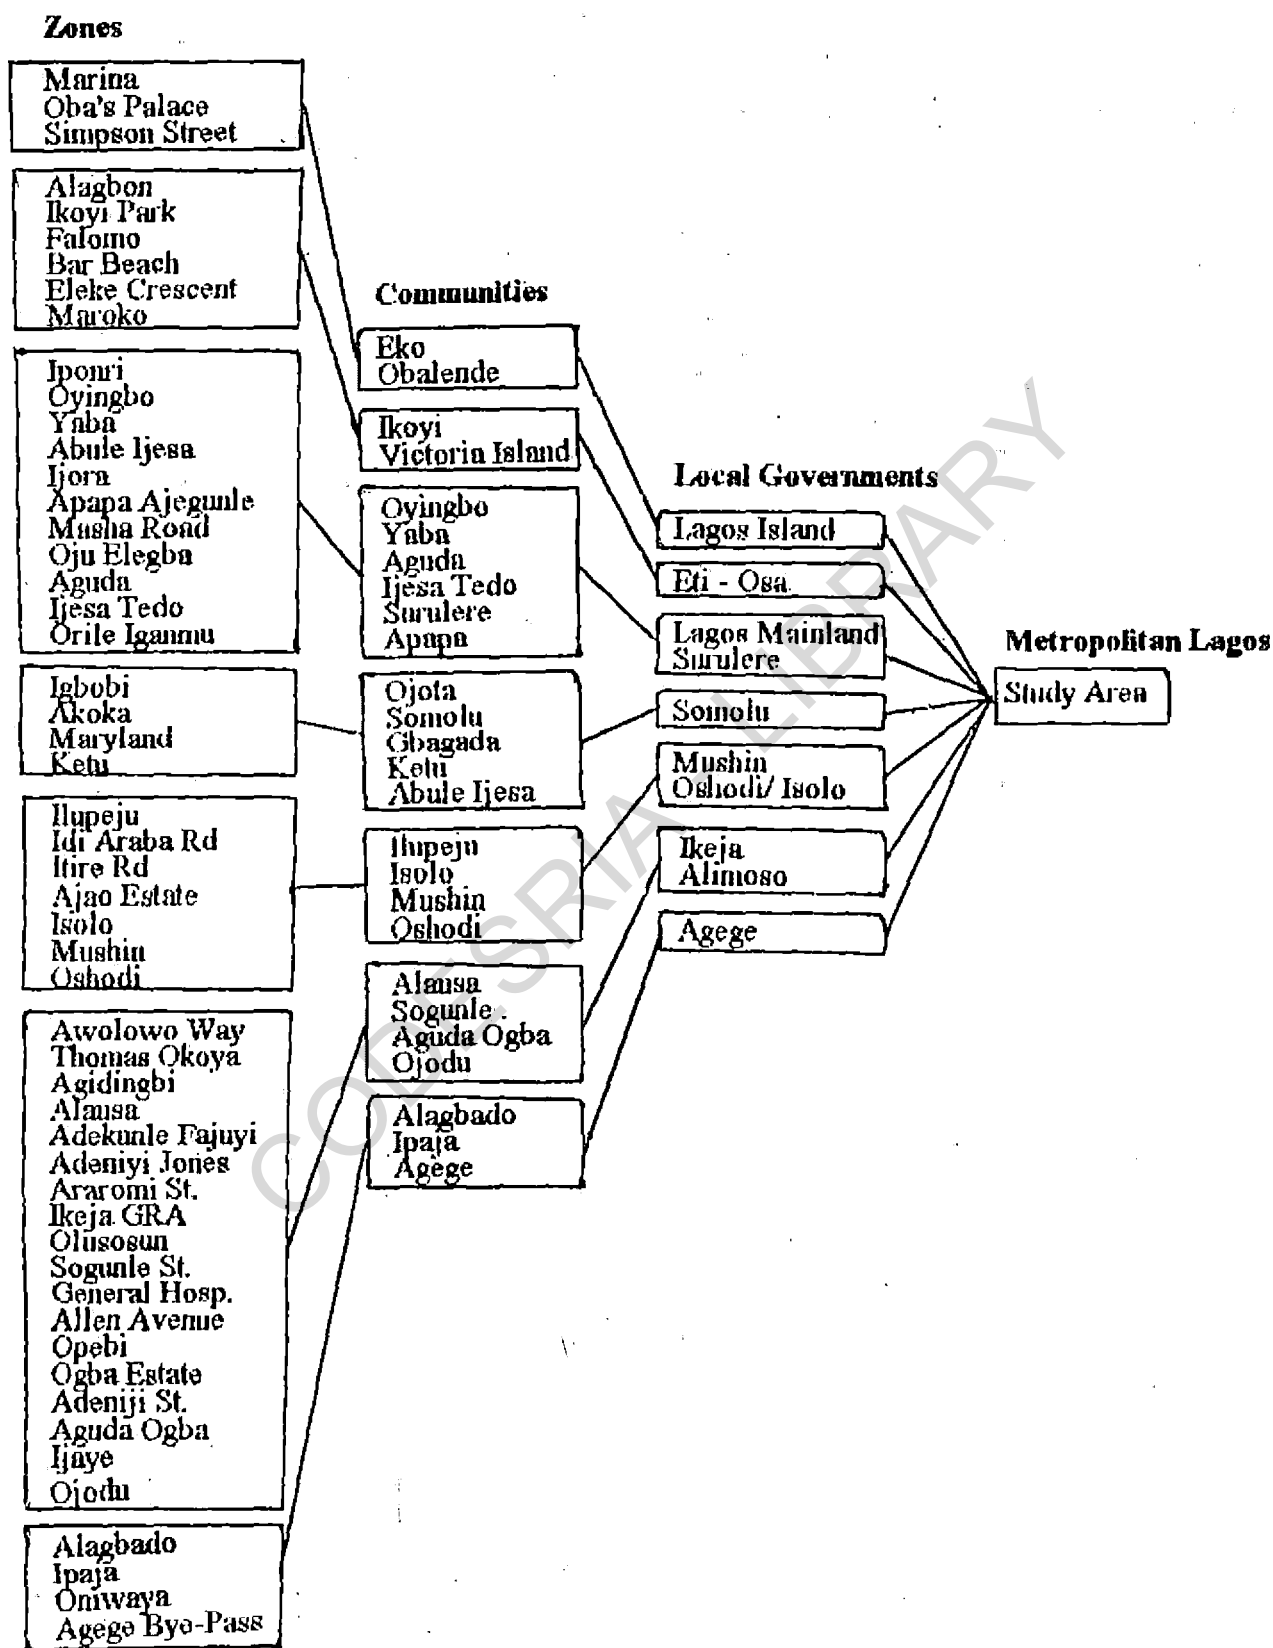 Zones
Marina
Oba's Palace
Simpson Street
Alagbon
Ikoyi Park
Falomo
Bar Beach
Eleke Crescent
Maroko
Iponri
Oyingbo
Yaba
Abule Ijesa
Ijora
Apapa Ajegunle
Musha Road
Oju Elegba
Aguda
Ijesa Tedo
Orile Iganmu
Igbobi
Akoka
Maryland
Ketu
Ilupeju
Idi Araba Rd
Itire Rd
Ajao Estate
Isolo
Mushin
Oshodi
Awolowo Way
Thomas Okoya
Agidingbi
Alausa
Adekunle Fajuyi
Adeniyi Jones
Araromi St.
Ikeja GRA
Olusosun
Sogunle St.
General Hosp.
Allen Avenue
Opebi
Ogba Estate
Adeniji St.
Aguda Ogba
Ijaye
Ojodu
Alagbado
Ipaja
Oniwaya
Agege Bye-Pass
Communities
Eko
Obalende
Ikoyi
Victoria Island
Oyingbo
Yaba
Aguda
Ijesa Tedo
Surulere
Apapa
Ojota
Somolu
Gbagada
Ketu
Abule Ijesa
Ilupeju
Isolo
Mushin
Oshodi
Alausa
Sogunle
Aguda Ogba
Ojodu
Alagbado
Ipaja
Agege
Local Governments
Lagos Island
Eti - Osa
Lagos Mainland
Surulere
Somolu
Mushin
Oshodi/ Isolo
Ikeja
Alimoso
Agege
Metropolitan Lagos
Study Area
CODESRIA - LIBRARY